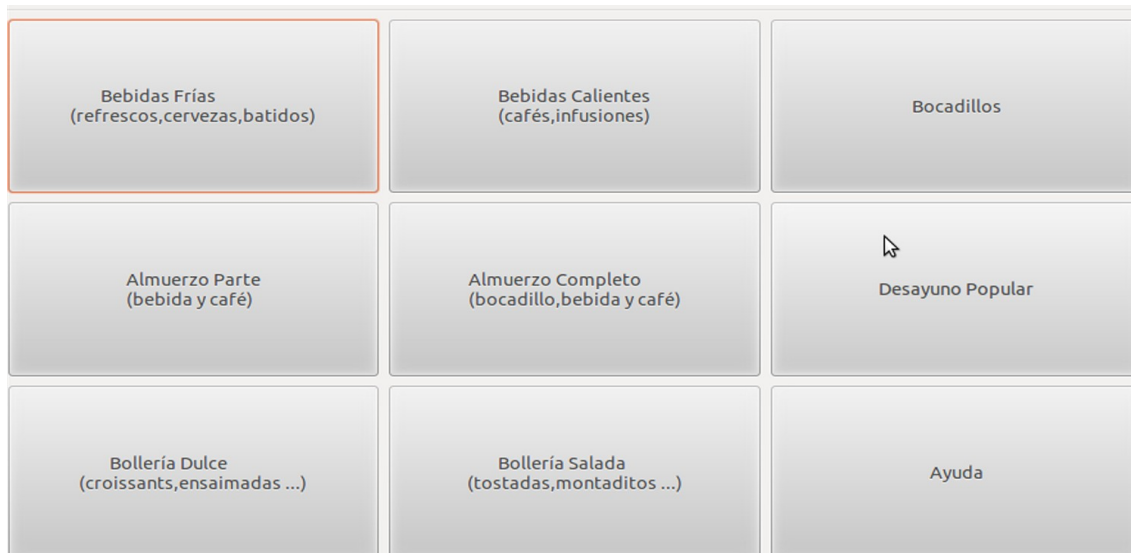 Bebidas Frías
(refrescos,cervezas,batidos)
Bebidas Calientes
(cafés,infusiones)
Bocadillos
Almuerzo Parte
(bebida y café)
Almuerzo Completo
(bocadillo,bebida y café)
Desayuno Popular
Bollería Dulce
(croissants,ensaimadas ...)
Bollería Salada
(tostadas,montaditos ...)
Ayuda